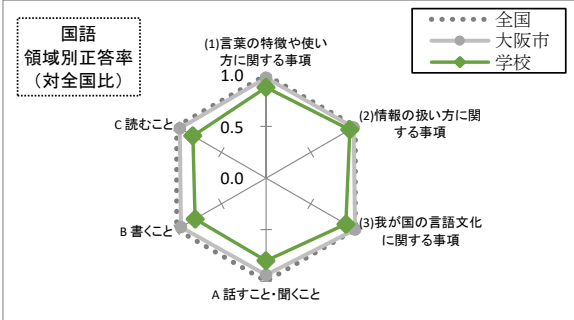 国語
領域別正答率
（対全国比）
全国
大阪市
学校
(1)言葉の特徴や使い
方に関する事項
1.0
0.5
0.0
(2)情報の扱い方に関
する事項
(3)我が国の言語文化
に関する事項
A 話すこと・聞くこと
B 書くこと
C 読むこと